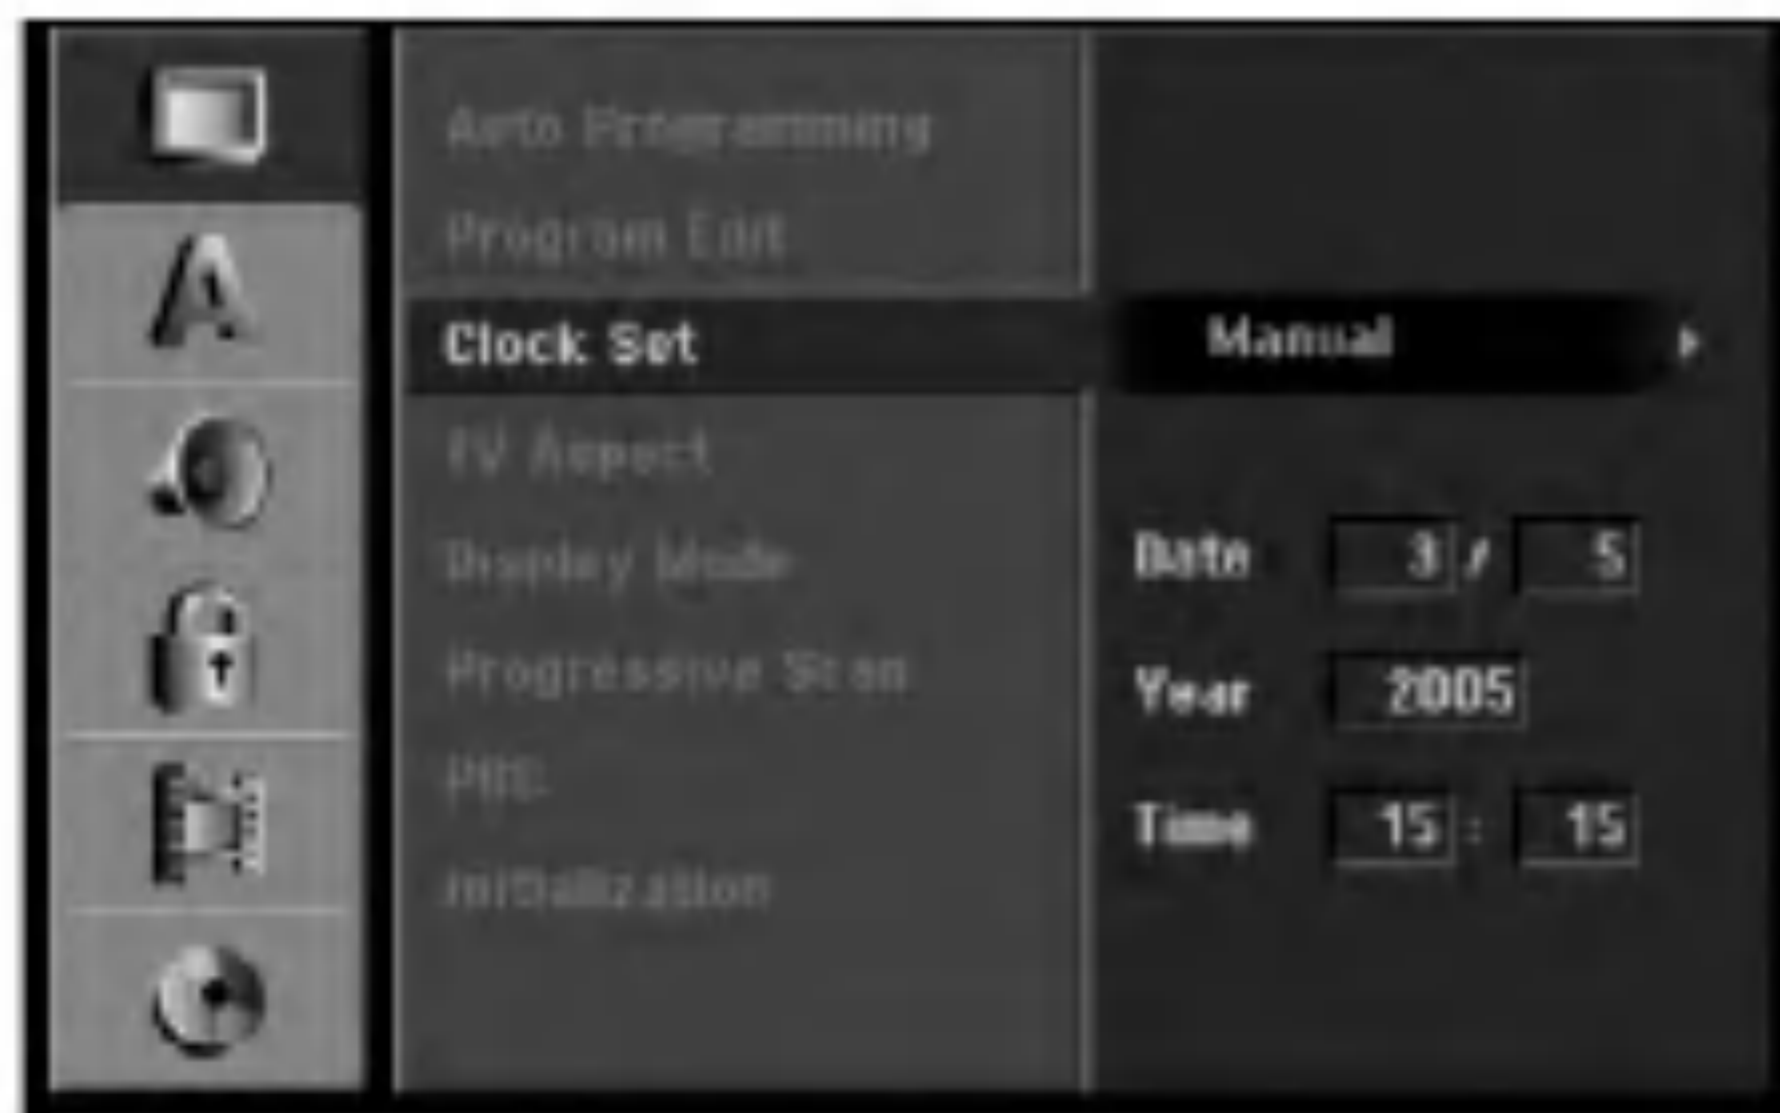 A
Auto Programming
Program Edit
Clock Set
Manual
TV Aspect
Display Mode
Progressive Scan
PBC
Initialization
Date 3 / 5
Year 2005
Time 15 : 15